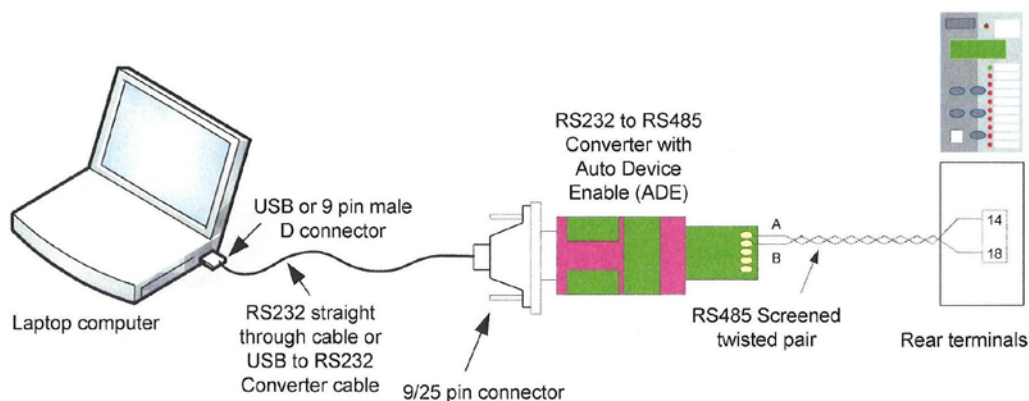 Laptop computer
USB or 9 pin male
D connector
RS232 straight
through cable or
USB to RS232
Converter cable
9/25 pin connector
RS232 to RS485
Converter with
Auto Device
Enable (ADE)
A
B
RS485 Screened
twisted pair
14
18
Rear terminals